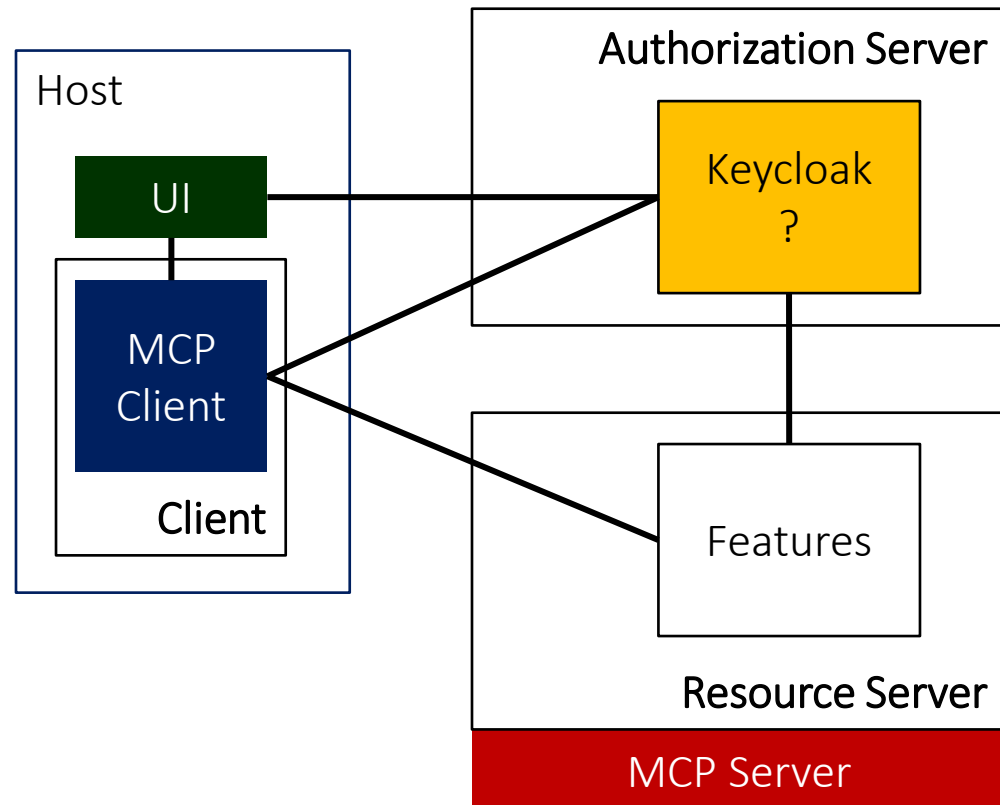 Host
UI
MCP
Client
Client
Authorization Server
Keycloak
?
Features
Resource Server
MCP Server